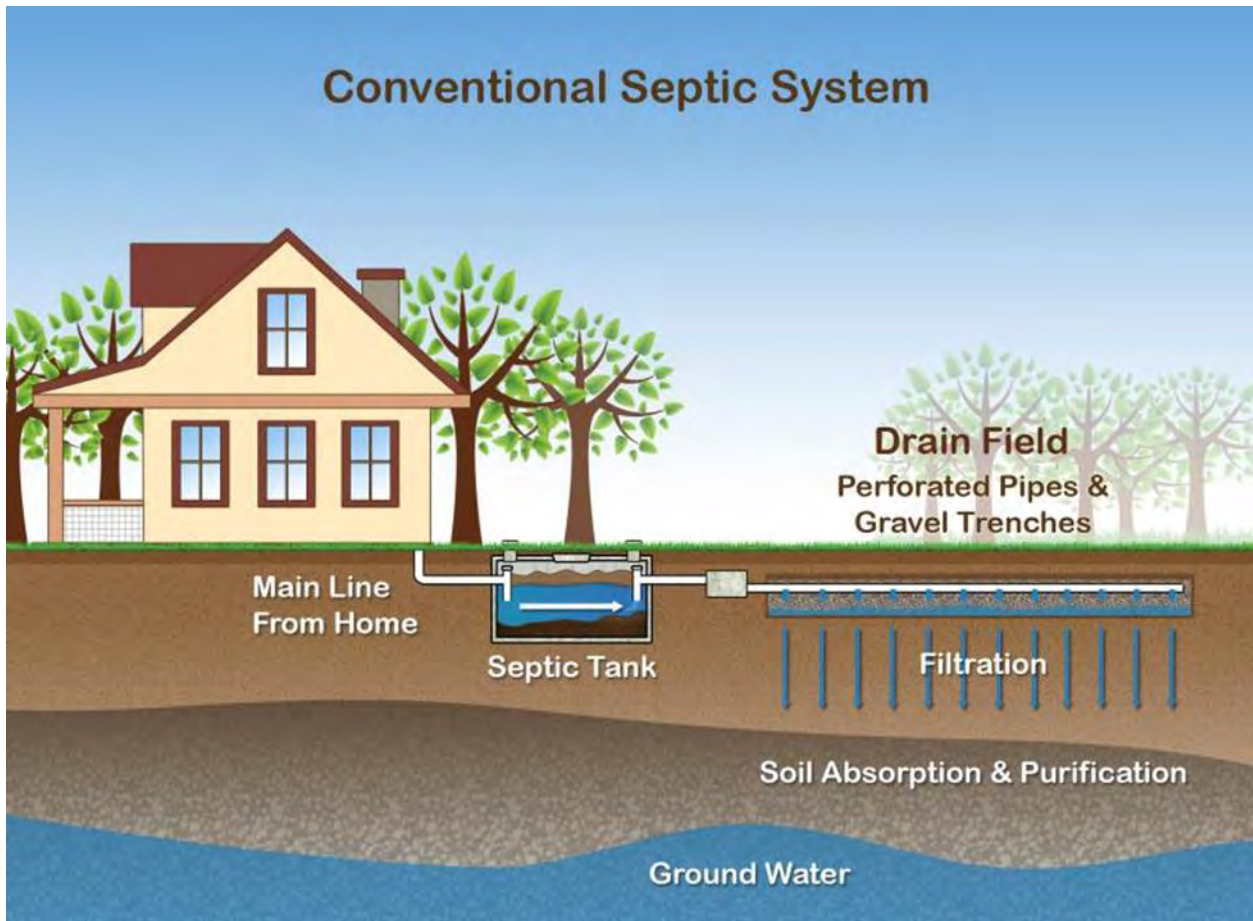 Conventional Septic System
Drain Field
Perforated Pipes &
Gravel Trenches
Main Line
From Home
Septic Tank
Filtration
Soil Absorption & Purification
Ground Water